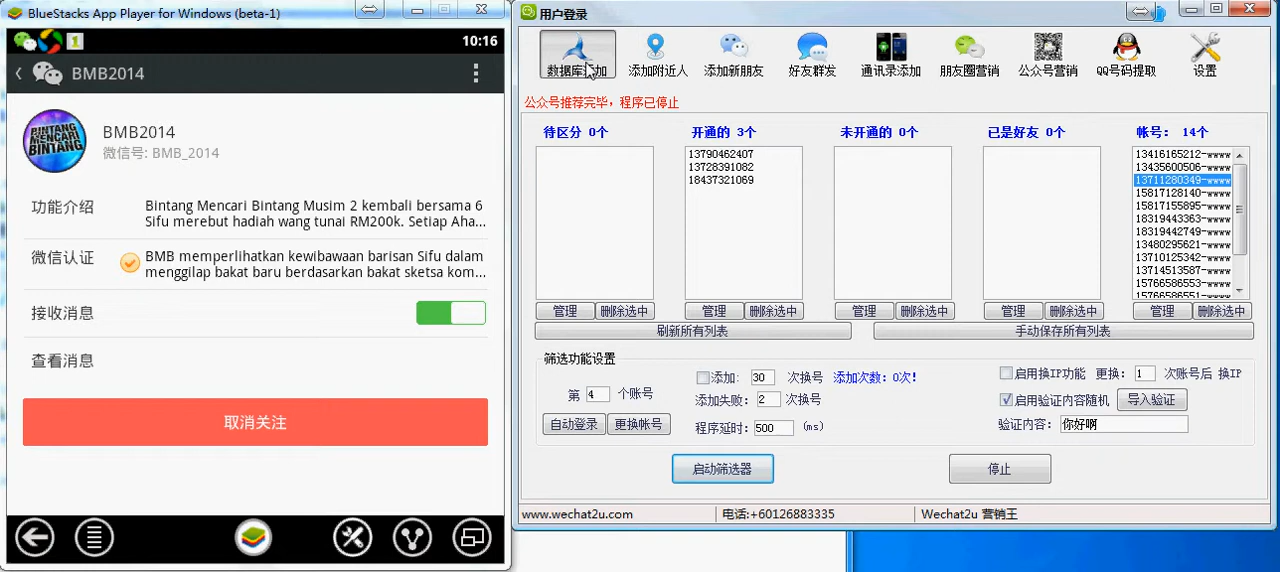 BlueStacks App Player for Windows (beta-1)
1
10:16
BMB2014
BINTANG
MENCARI
BINTANG
BMB2014
微信号: BMB_2014
功能介绍
Bintang Mencari Bintang Musim 2 kembali bersama 6
Sifu merebut hadiah wang tunai RM200k. Setiap Aha...
微信认证
BMB memperlihatkan kewibawaan barisan Sifu dalam
menggilap bakat baru berdasarkan bakat sketsa kom...
接收消息
查看消息
取消关注
用户登录
数据库添加
添加附近人
添加新朋友
好友群发
通讯录添加
朋友圈营销
公众号营销
QQ号码提取
设置
公众号推荐完毕，程序已停止
待区分 0个
开通的 3个
未开通的 0个
已是好友 0个
帐号： 14个
13790462407
13728391082
18437321069
13416165212-wwww
13435600506-wwww
13711280349-wwww
15817128140-wwww
15817155895-wwww
18319443363-wwww
18319442749-wwww
13480295621-wwww
13710125342-wwww
13714513587-wwww
15766586553-wwww
15766586551-wwww
管理 删除选中
管理 删除选中
管理 删除选中
管理 删除选中
管理 删除选中
刷新所有列表
手动保存所有列表
筛选功能设置
第 4 个账号
自动登录 更换帐号
添加: 30 次换号 添加次数: 0次!
添加失败: 2 次换号
程序延时: 500 (ms)
启用换IP功能 更换: 1 次账号后 换IP
启用验证内容随机 导入验证
验证内容: 你好啊
启动筛选器
停止
www.wechat2u.com
电话:+60126883335
Wechat2u 营销王